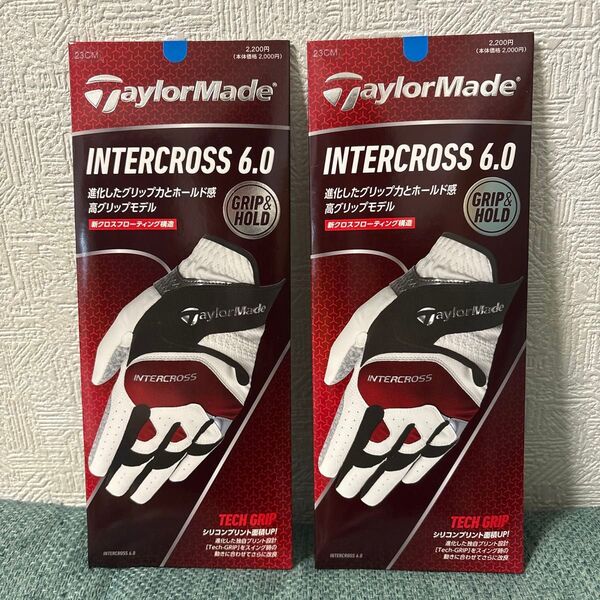 23CM
2,200円
(本体価格 2,000円)
TaylorMade
INTERCROSS 6.0
進化したグリップ力とホールド感
高グリップモデル
新クロスフローティング構造
GRIP&
HOLD
TaylorMade
INTERCROSS
TECH GRIP
シリコンプリント面積UP!
進化した独自プリント設計
[Tech-GRIP]をスイング時の
動きに合わせてさらに改良
INTERCROSS 6.0
23CM
2,200円
(本体価格 2,000円)
TaylorMade
INTERCROSS 6.0
進化したグリップ力とホールド感
高グリップモデル
新クロスフローティング構造
GRIP&
HOLD
TaylorMade
INTERCROSS
TECH GRIP
シリコンプリント面積UP!
進化した独自プリント設計
[Tech-GRIP]をスイング時の
動きに合わせてさらに改良
INTERCROSS 6.0